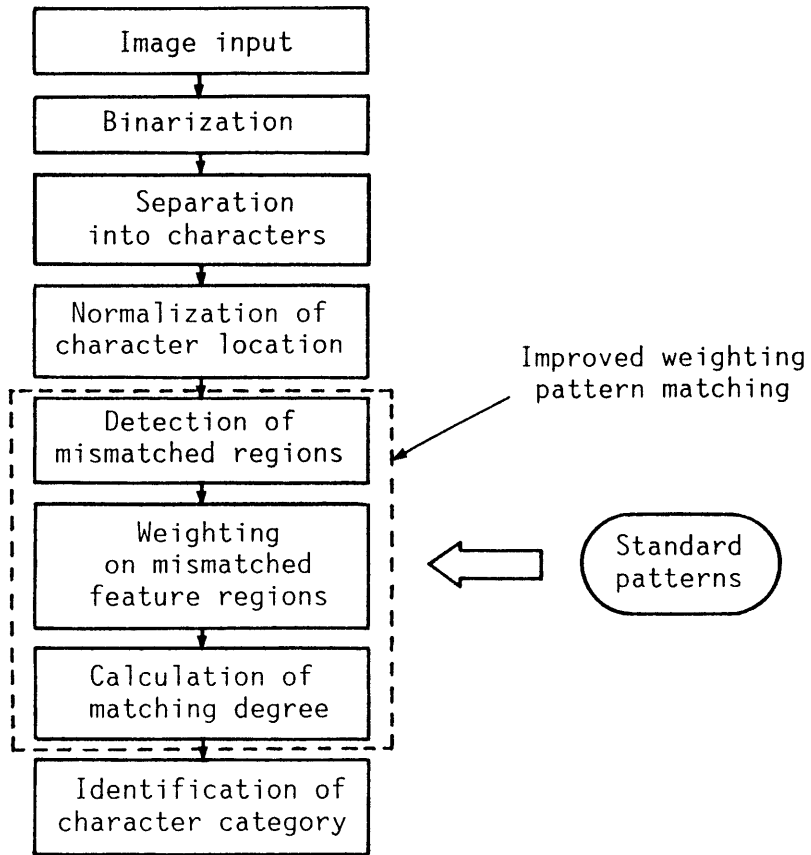 Image input
Binarization
Separation
into characters
Normalization of
character location
Improved weighting
pattern matching
Detection of
mismatched regions
Weighting
on mismatched
feature regions
Standard
patterns
Calculation of
matching degree
Identification of
character category